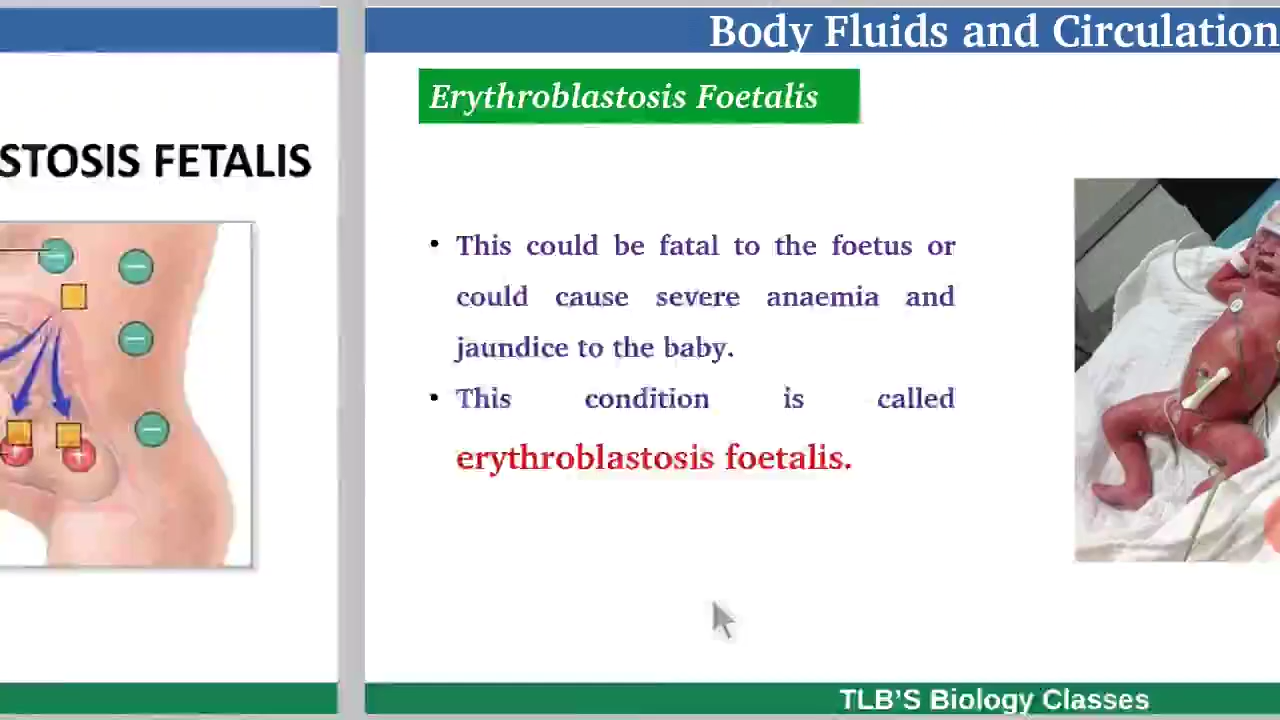 Body Fluids and Circulation
Erythroblastosis Foetalis
STOSIS FETALIS
This could be fatal to the foetus or
could cause severe anaemia and
jaundice to the baby.
This condition is called
erythroblastosis foetalis.
TLB'S Biology Classes